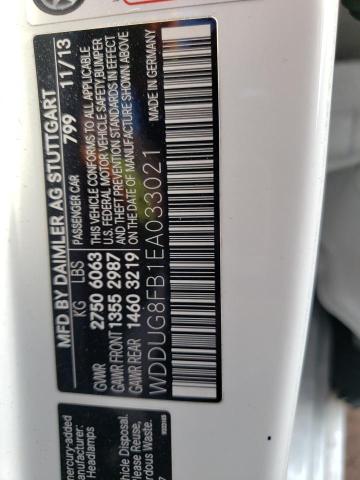 MFD BY DAIMLER AG STUTTGART
PASSENGER CAR 799 11/13
KG LBS
GVWR 2750 6063
GAWR FRONT 1355 2987
GAWR REAR 1460 3219
THIS VEHICLE CONFORMS TO ALL APPLICABLE
U.S. FEDERAL MOTOR VEHICLE SAFETY, BUMPER
AND THEFT PREVENTION STANDARDS IN EFFECT
ON THE DATE OF MANUFACTURE SHOWN ABOVE
WDDUG8FB1EA033021
MADE IN GERMANY
mercury-added
Headlamps
ehicle Disposal.
Please Reuse,
ardous Waste.